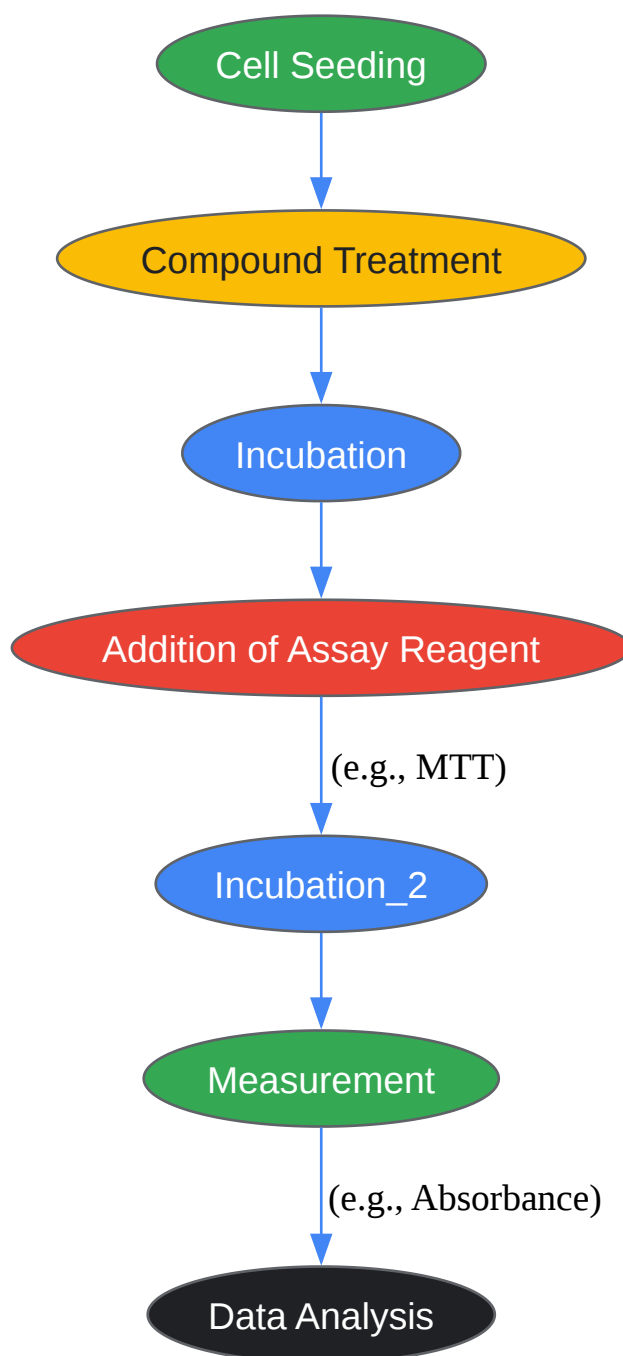 Cell Seeding
Compound Treatment
Incubation
Addition of Assay Reagent
(e.g., MTT)
Incubation_2
Measurement
(e.g., Absorbance)
Data Analysis